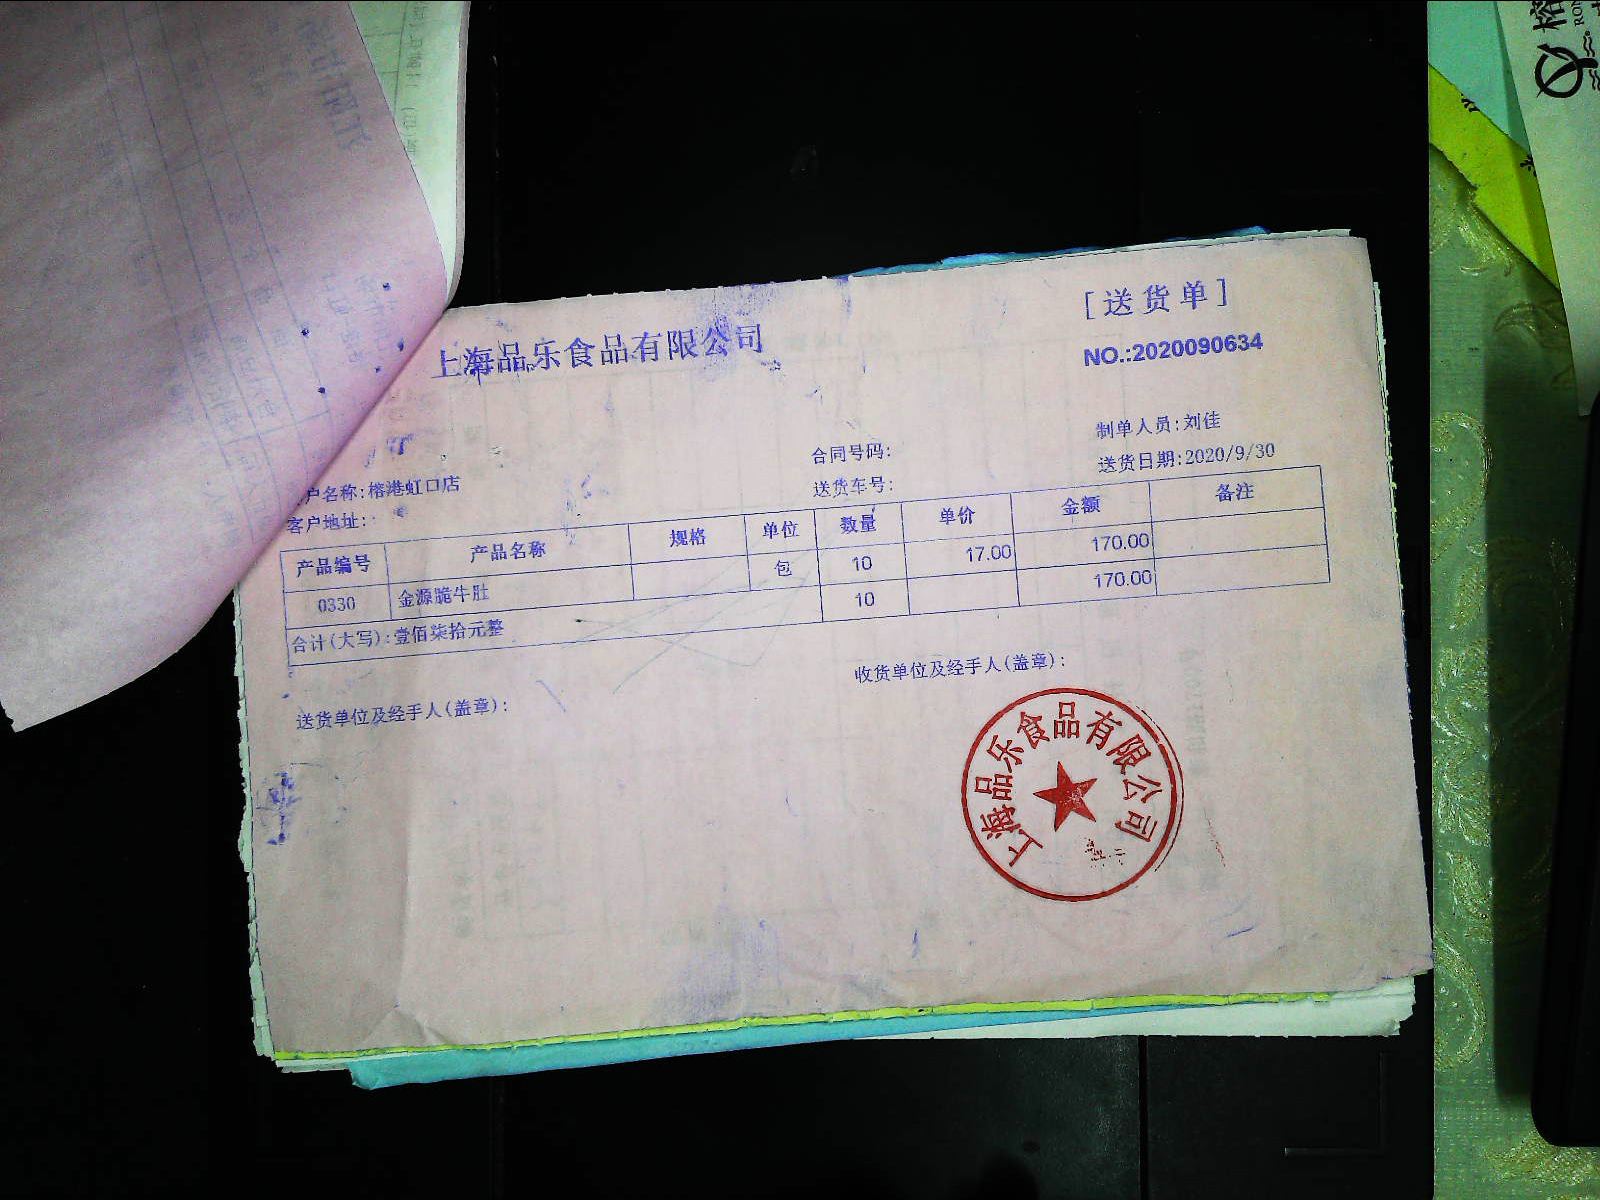 [送货单]
上海品乐食品有限公司
NO.:2020090634
制单人员:刘佳
合同号码:
送货日期:2020/9/30
户名称:榕港虹口店
送货车号:
客户地址:
产品编号 产品名称 规格 单位 数量 单价 金额 备注
0330 金源脆牛肚 包 10 17.00 170.00
合计(大写):壹佰柒拾元整 10 170.00
收货单位及经手人(盖章):
送货单位及经手人(盖章):
上海品乐食品有限公司